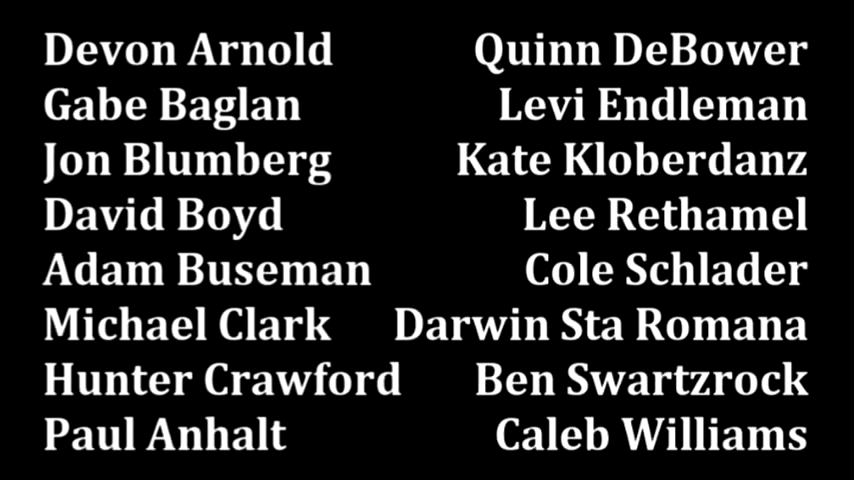 Devon Arnold Quinn DeBower
Gabe Baglan Levi Endleman
Jon Blumberg Kate Kloberdanz
David Boyd Lee Rethamel
Adam Buseman Cole Schlader
Michael Clark Darwin Sta Romana
Hunter Crawford Ben Swartzrock
Paul Anhalt Caleb Williams